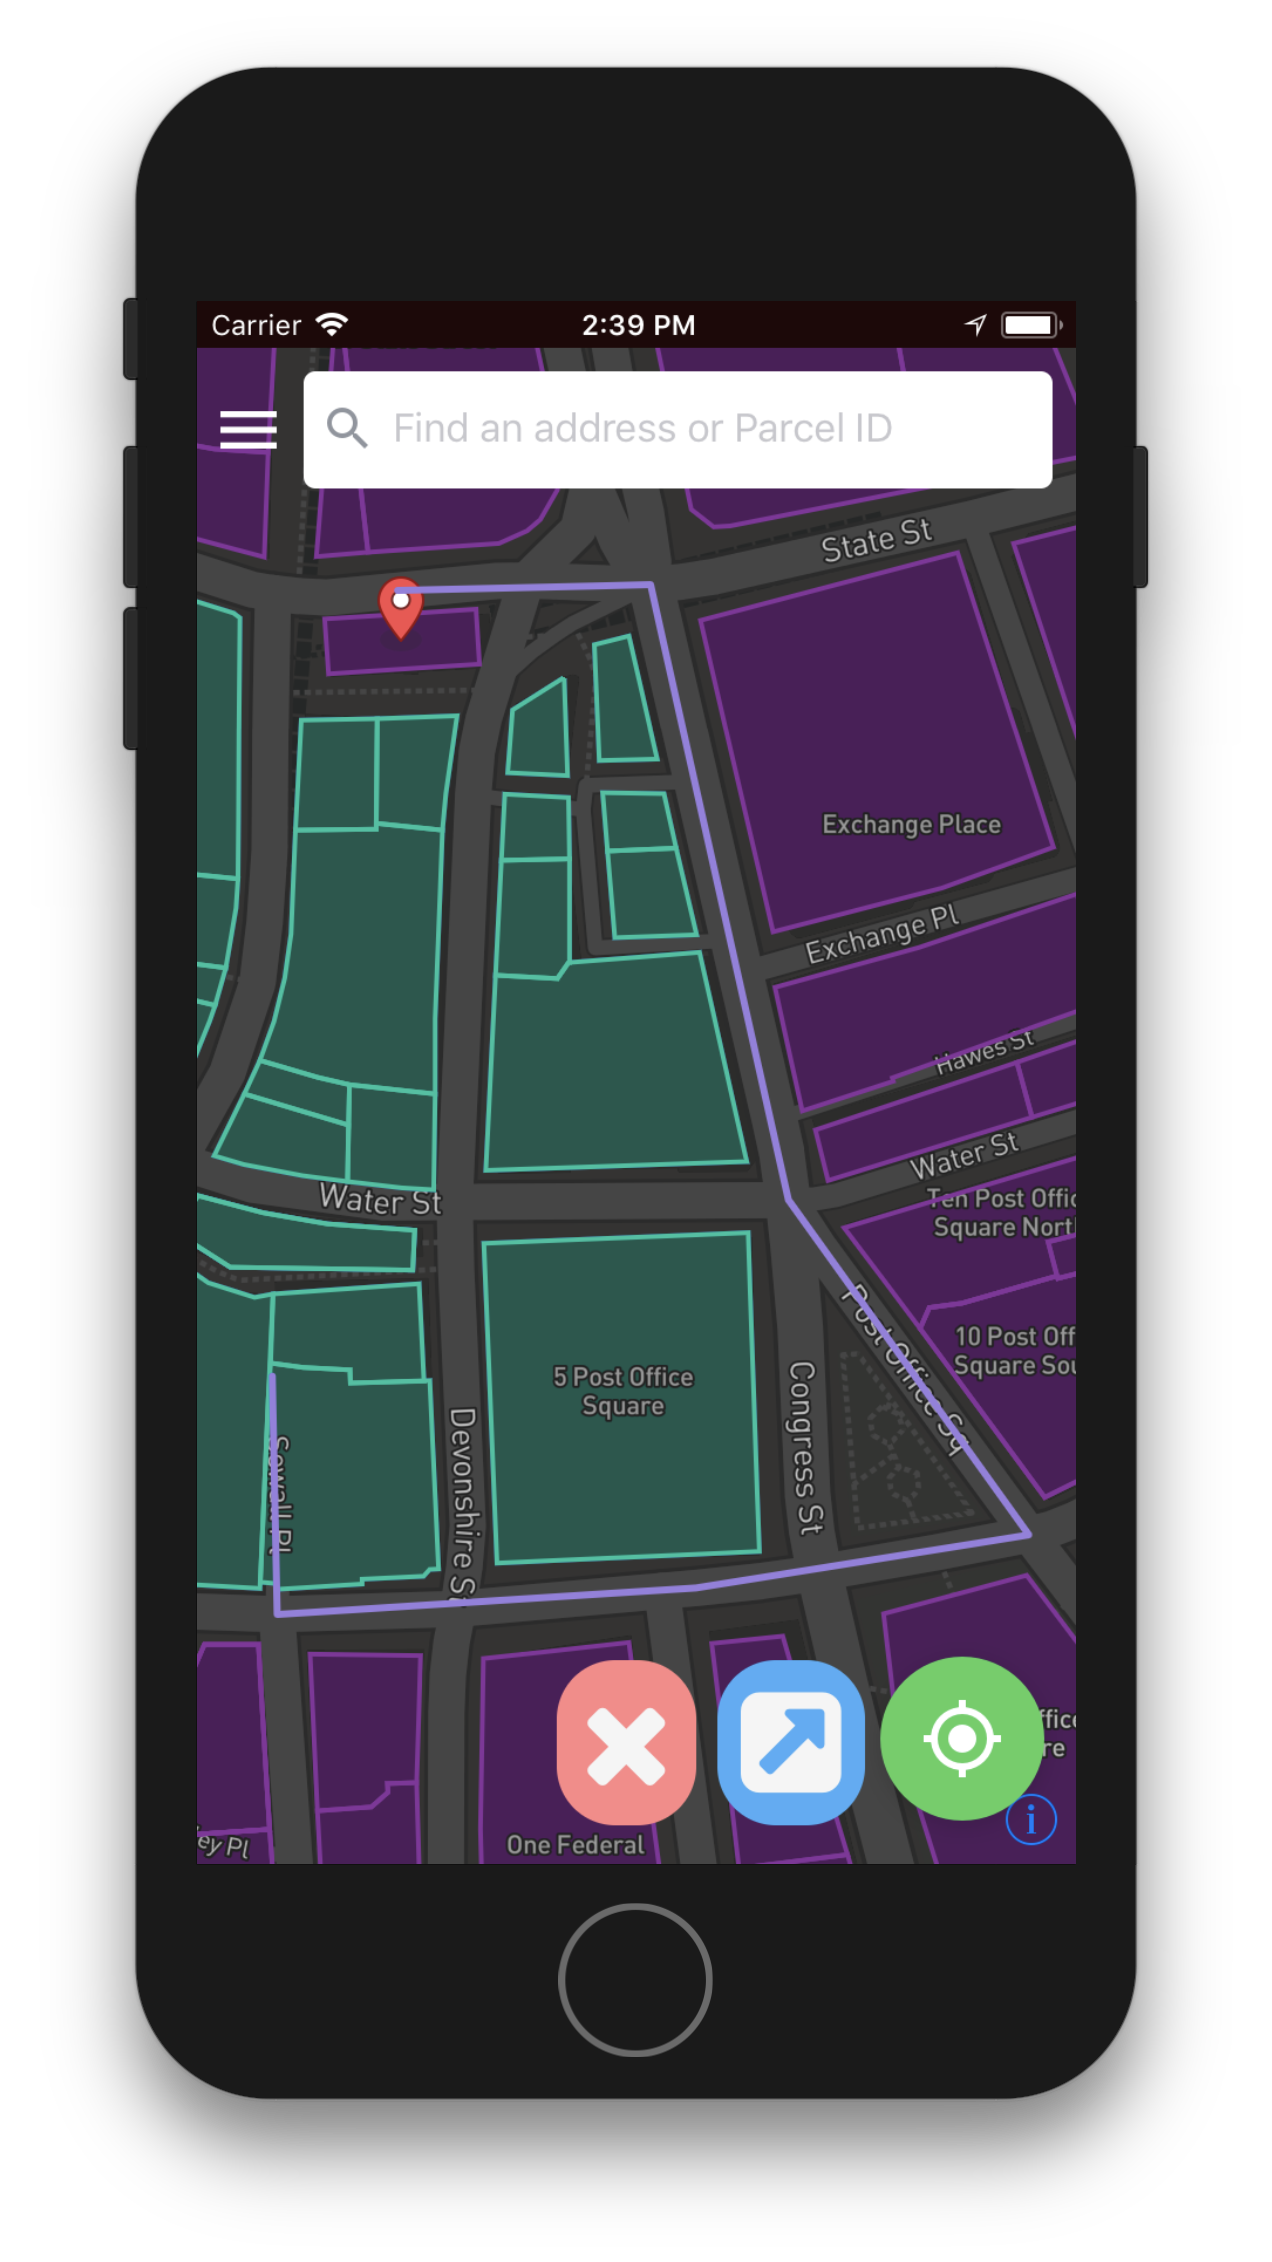 Carrier
2:39 PM
Find an address or Parcel ID
State St
Exchange Place
Exchange Pl
Hawes St
Water St
Water St
Ten Post Offic
Square Nort
Post Office Sq
10 Post Off
Square Sou
5 Post Office
Square
Congress St
Devonshire St
Sewall Pl
ffice
re
i
One Federal
ey Pl